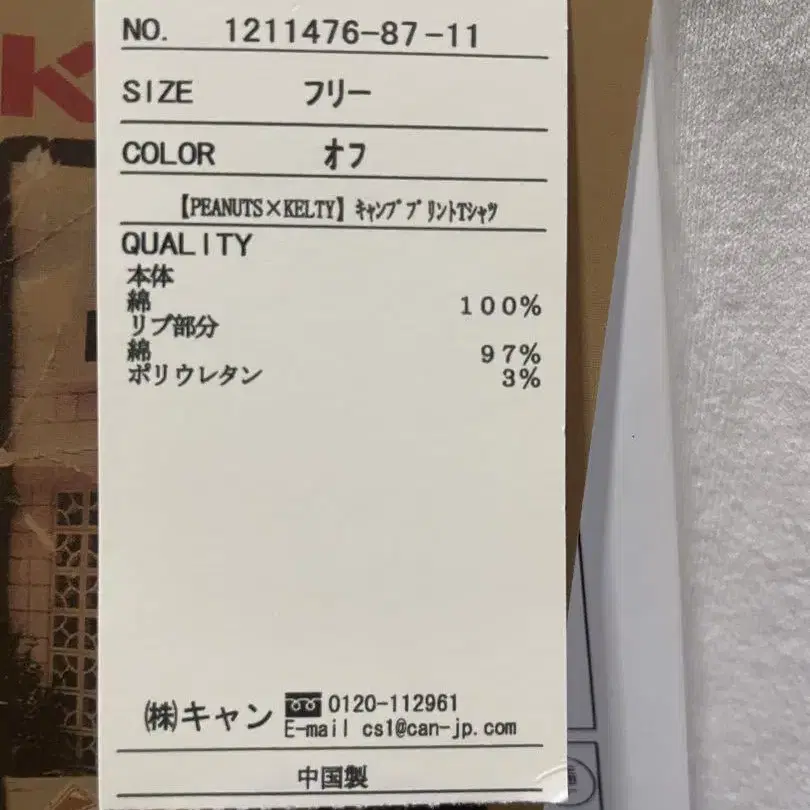 NO. 1211476-87-11
SIZE フリー
COLOR オフ
【PEANUTS×KELTY】ｷｬﾝﾌﾟﾌﾟﾘﾝﾄTｼｬﾂ
QUALITY
本体
綿 100%
リブ部分
綿 97%
ポリウレタン 3%
㈱キャン 0120-112961
E-mail cs1@can-jp.com
中国製